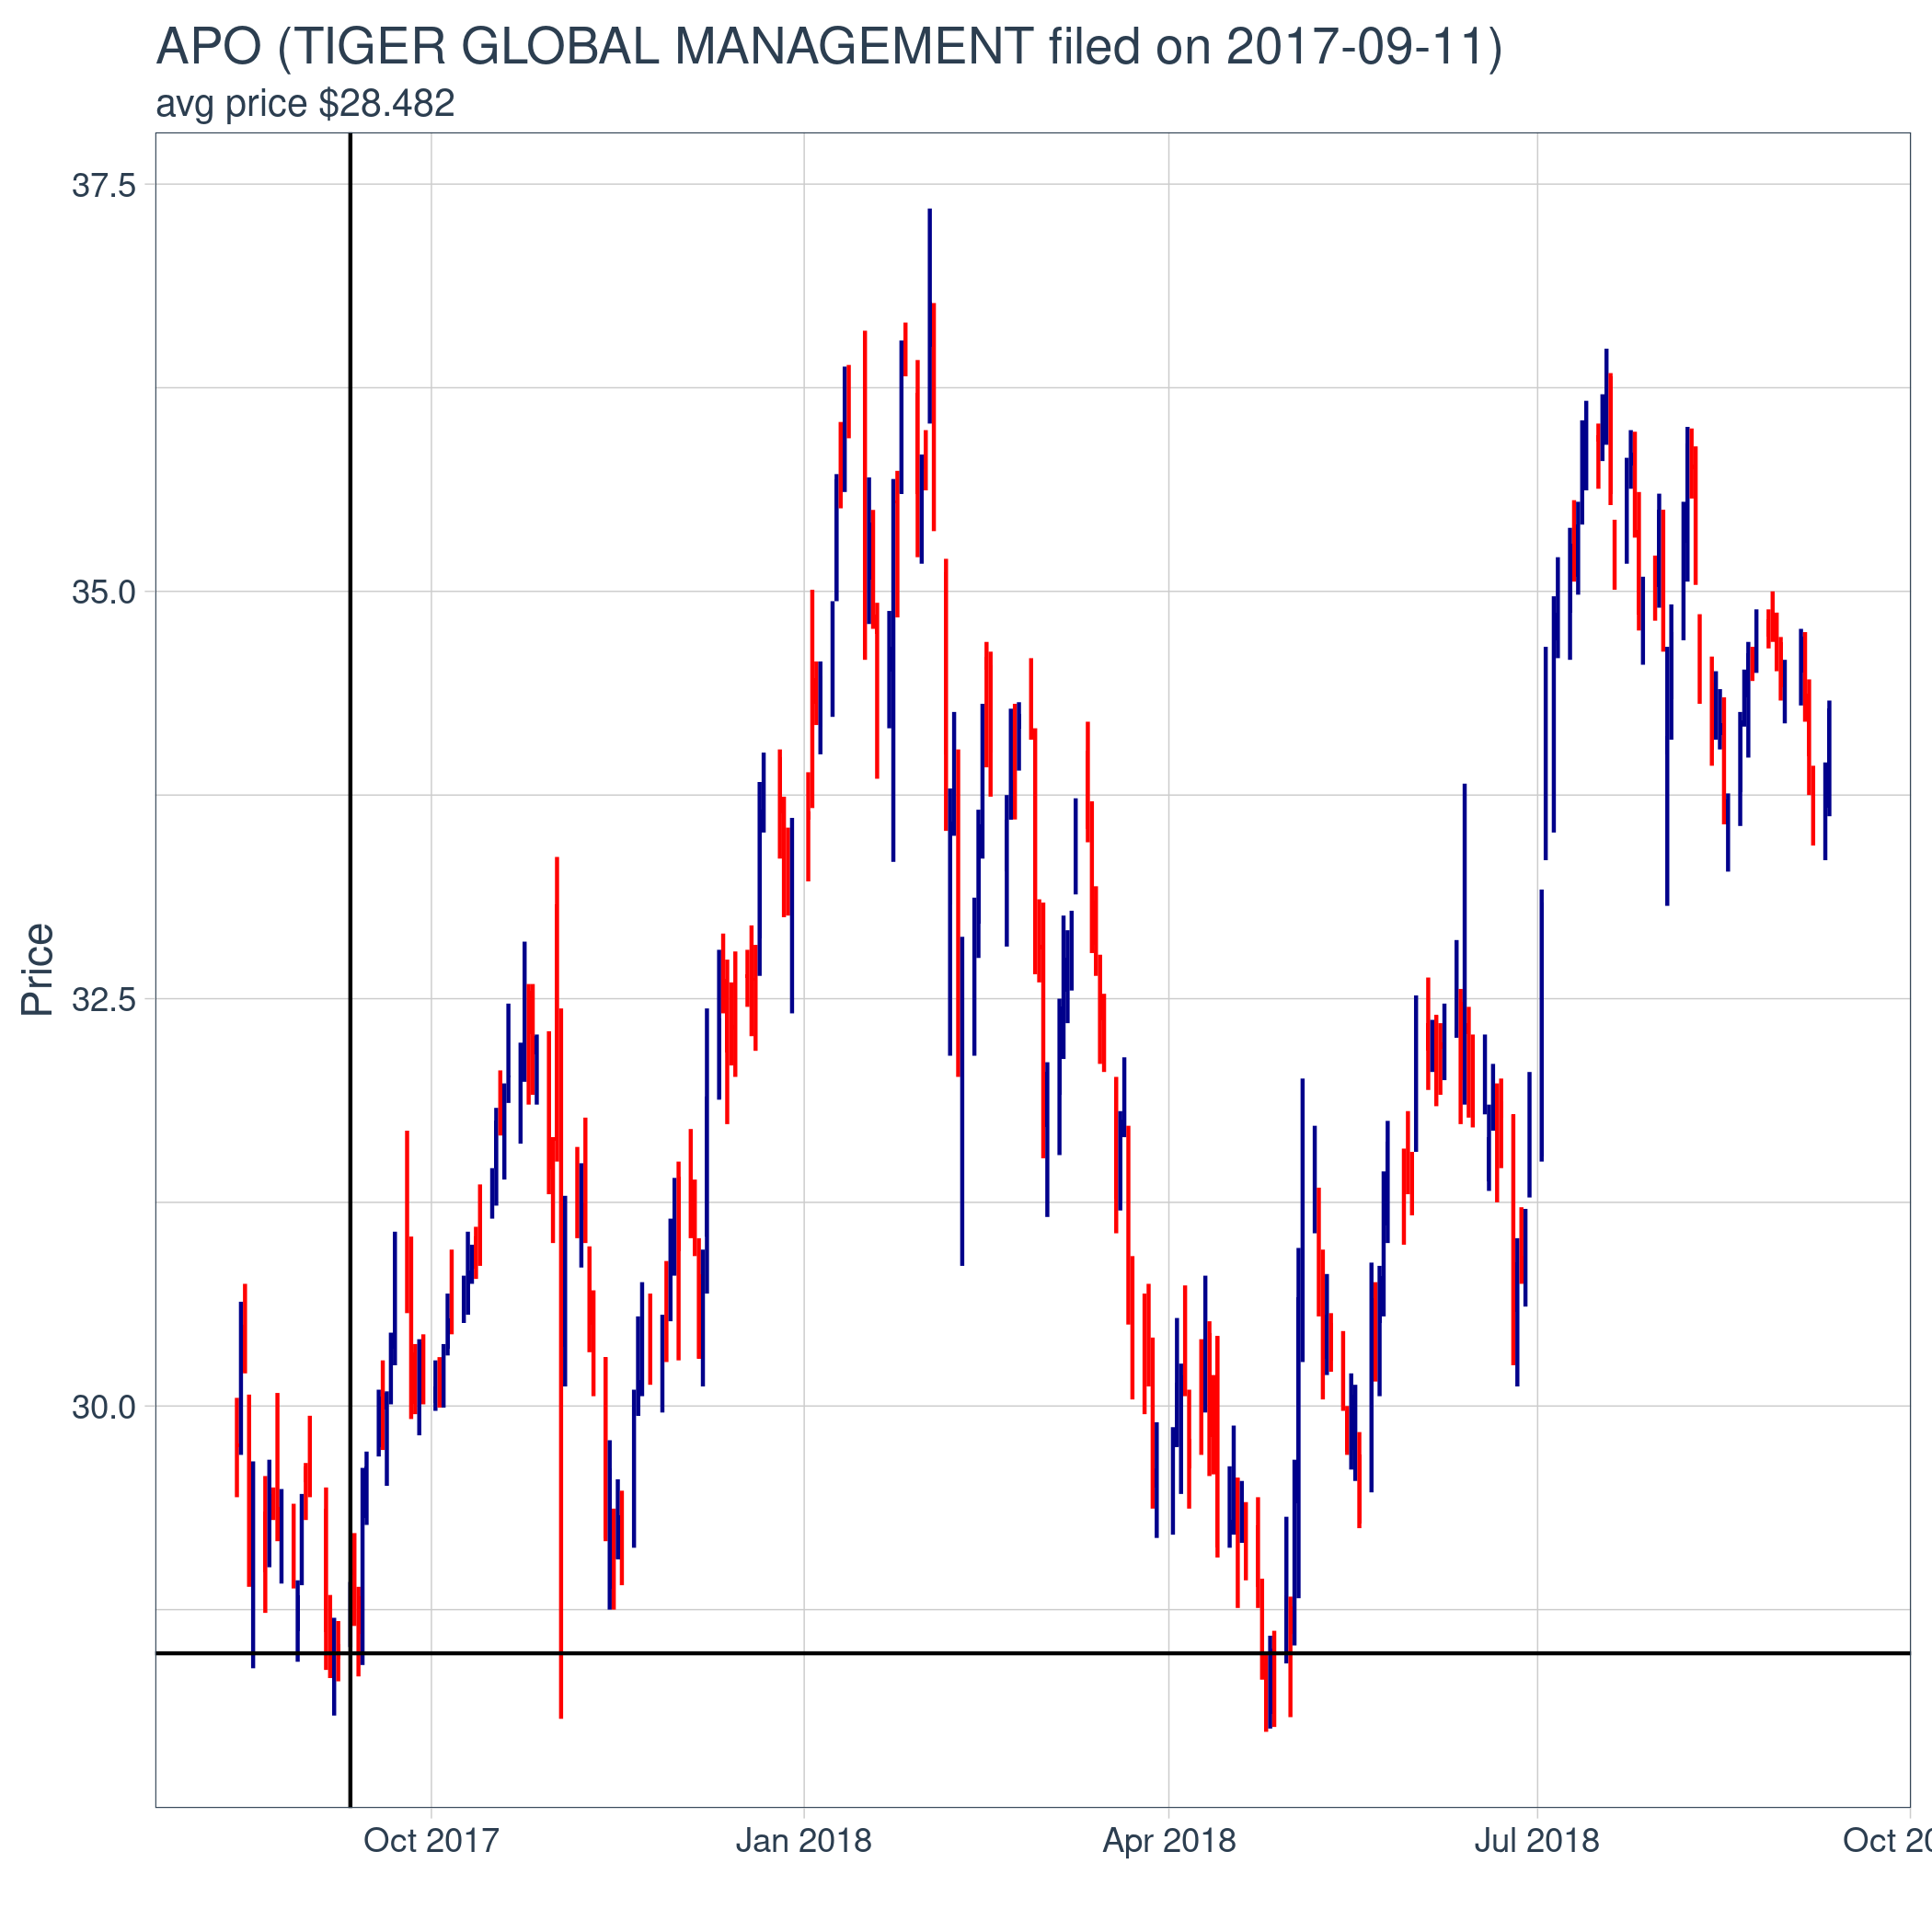 APO (TIGER GLOBAL MANAGEMENT filed on 2017-09-11)
avg price $28.482
37.5
35.0
32.5
30.0
Price
Oct 2017
Jan 2018
Apr 2018
Jul 2018
Oct